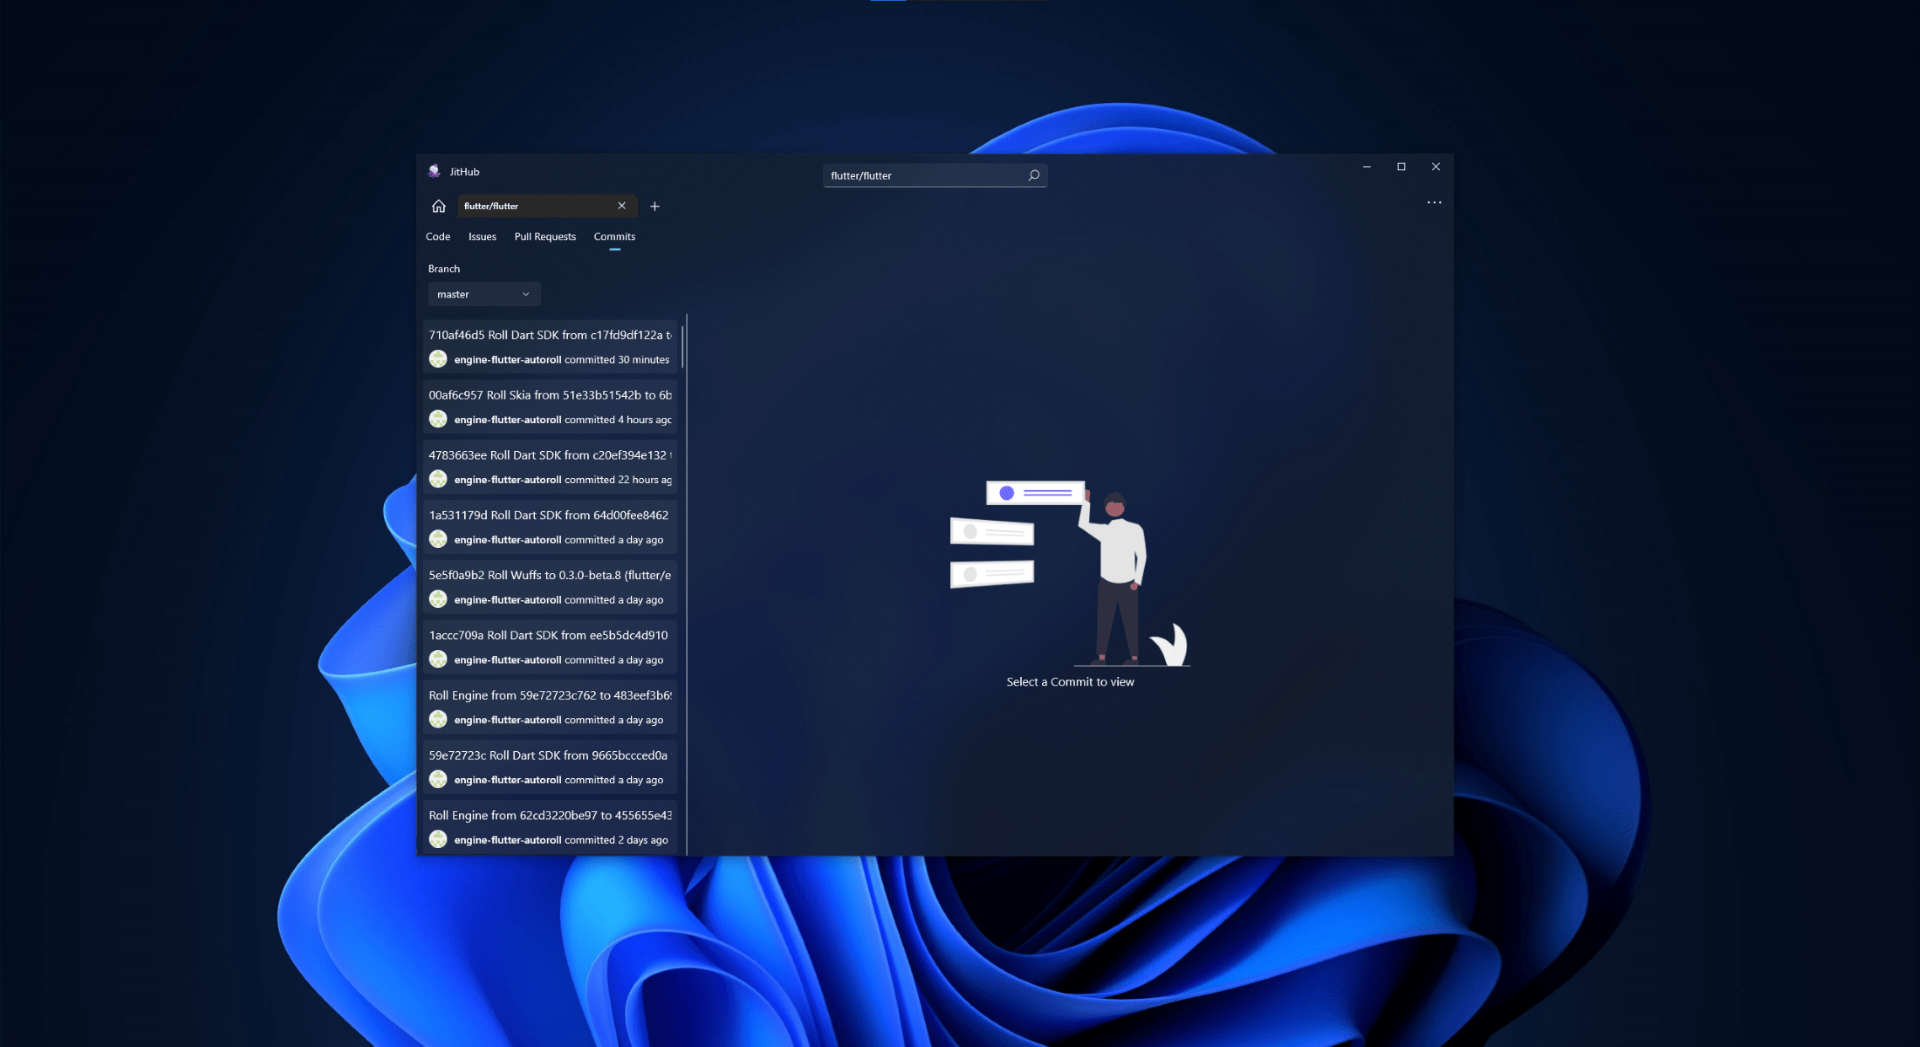 JitHub
flutter/flutter
flutter/flutter
Code Issues Pull Requests Commits
Branch
master
710af46d5 Roll Dart SDK from c17fd9df122a t
engine-flutter-autoroll committed 30 minutes
00af6c957 Roll Skia from 51e33b51542b to 6b
engine-flutter-autoroll committed 4 hours ago
4783663ee Roll Dart SDK from c20ef394e132
engine-flutter-autoroll committed 22 hours ag
1a531179d Roll Dart SDK from 64d00fee8462
engine-flutter-autoroll committed a day ago
5e5f0a9b2 Roll Wuffs to 0.3.0-beta.8 (flutter/e
engine-flutter-autoroll committed a day ago
1accc709a Roll Dart SDK from ee5b5dc4d910
engine-flutter-autoroll committed a day ago
Roll Engine from 59e72723c762 to 483eef3b69
engine-flutter-autoroll committed a day ago
59e72723c Roll Dart SDK from 9665bccced0a
engine-flutter-autoroll committed a day ago
Roll Engine from 62cd3220be97 to 455655e43
engine-flutter-autoroll committed 2 days ago
Select a Commit to view